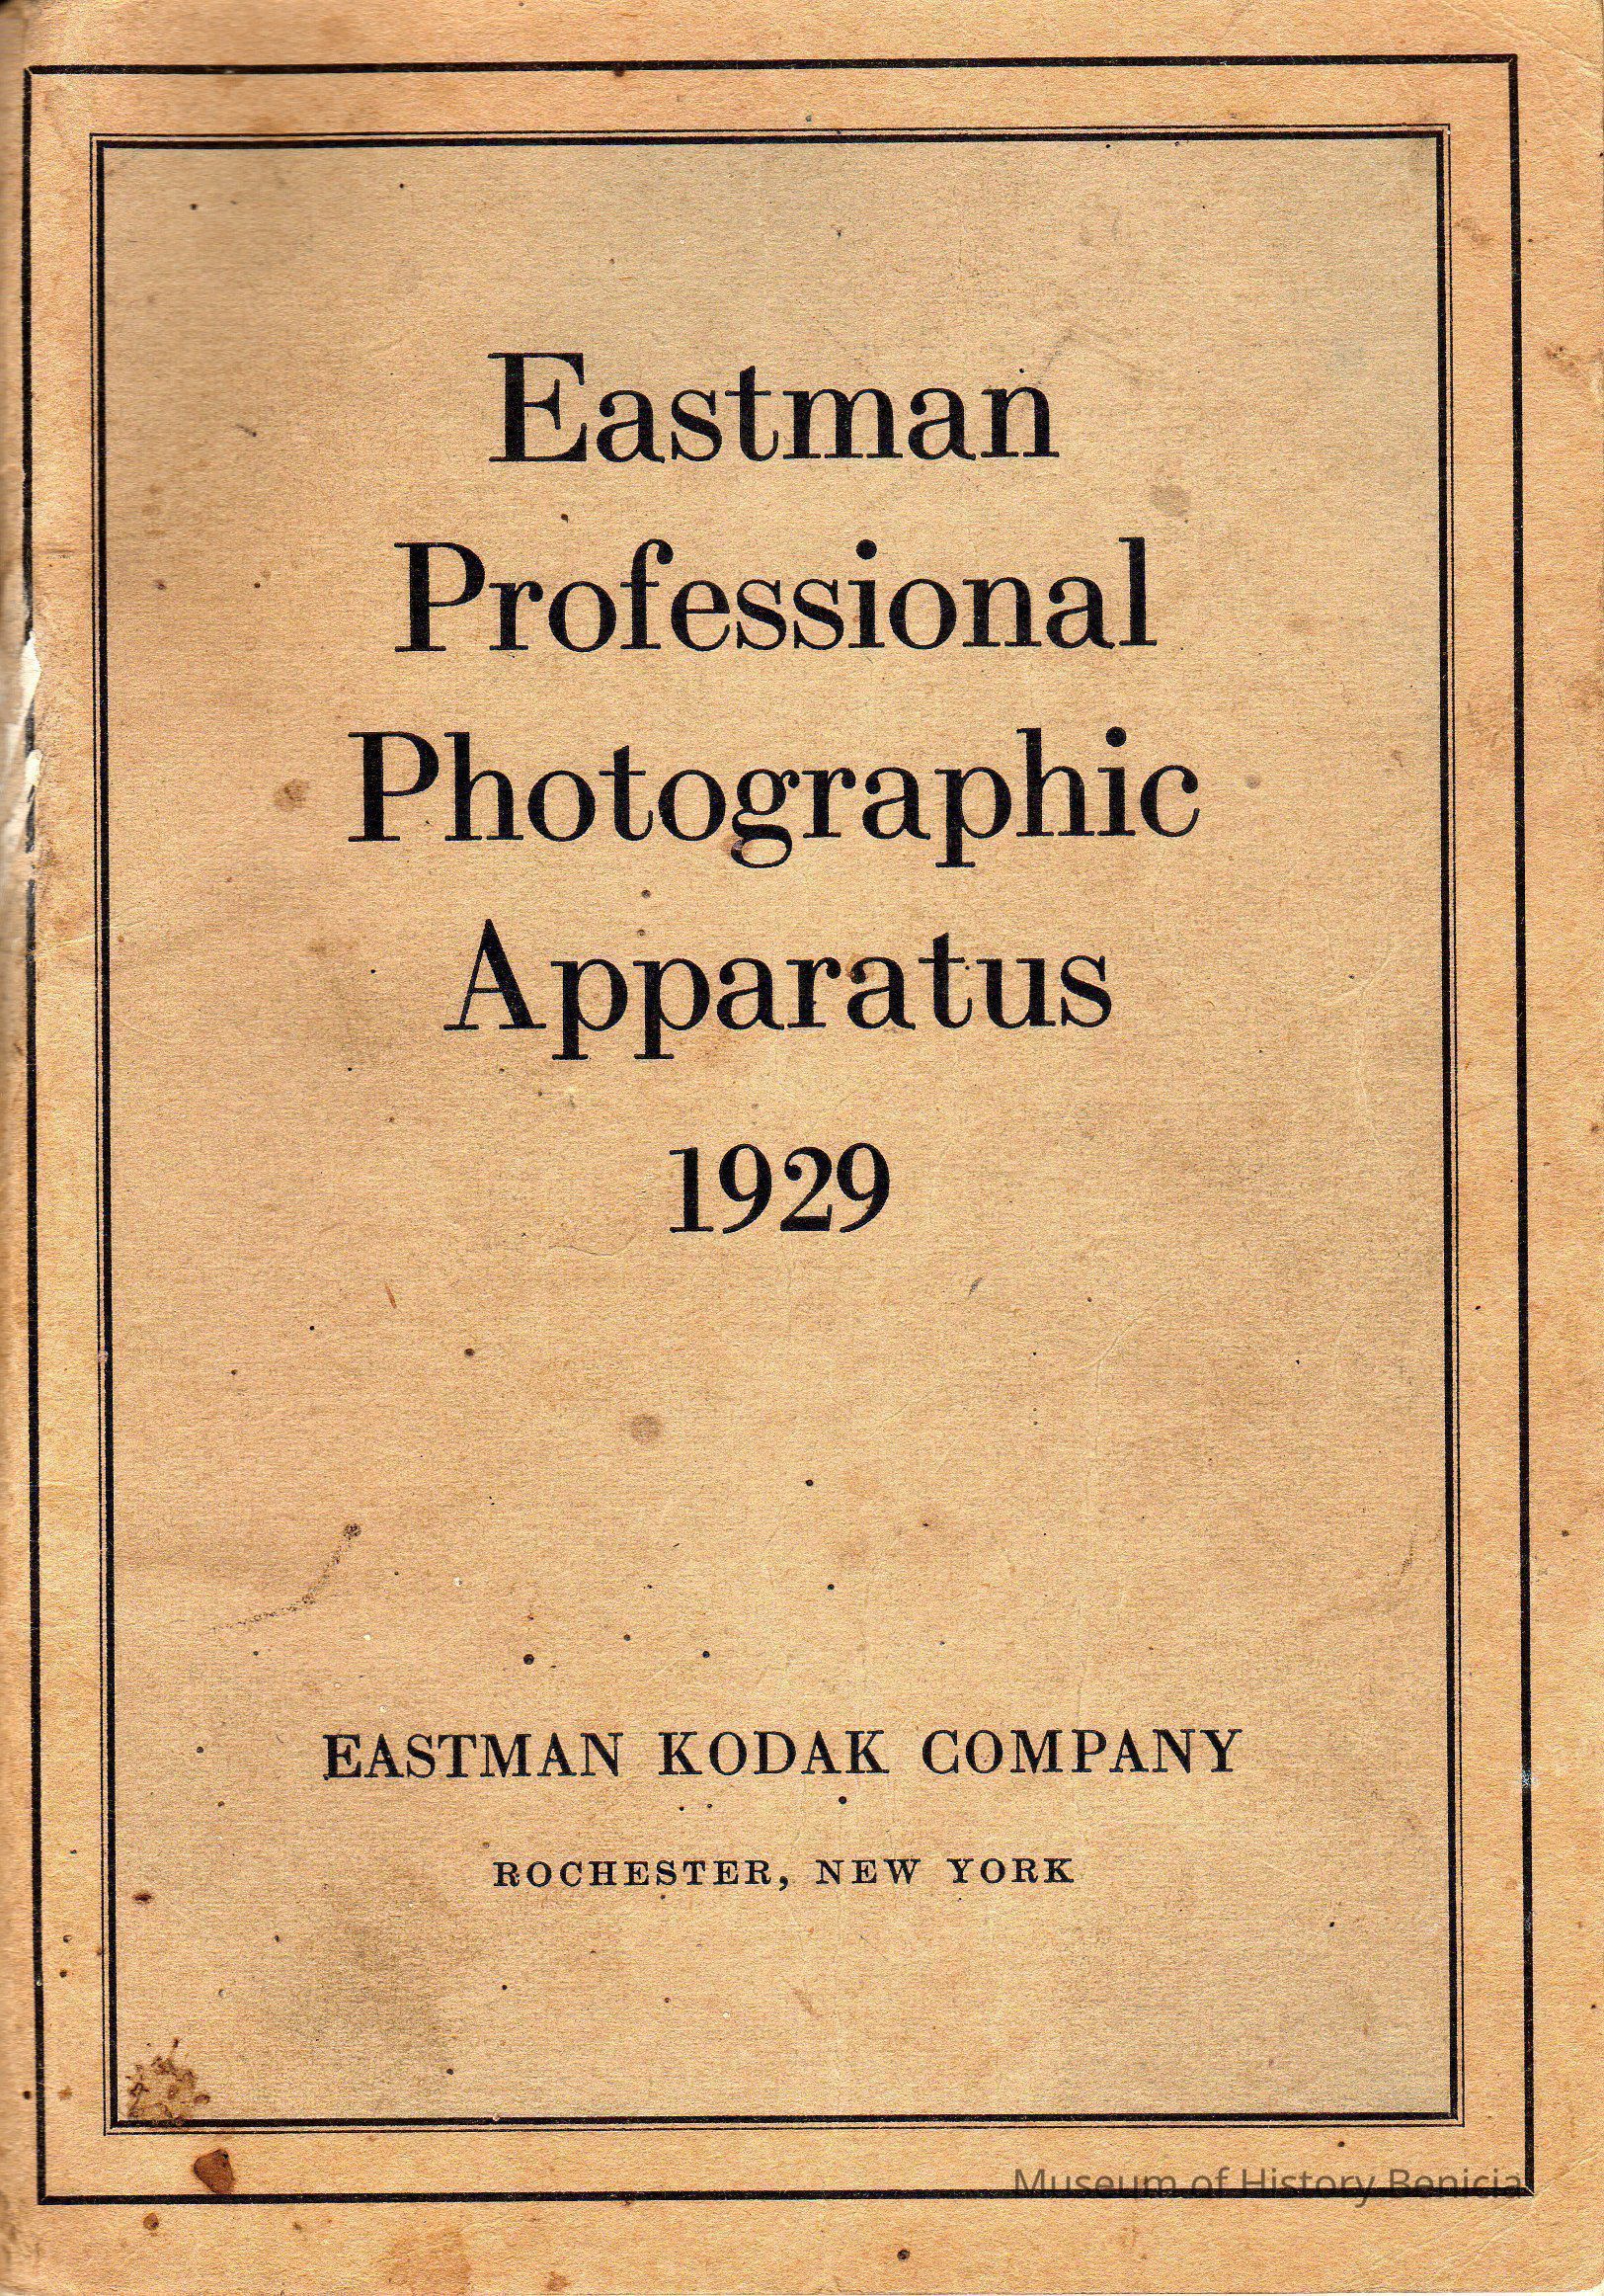 Eastman
Professional
Photographic
Apparatus
1929
EASTMAN KODAK COMPANY
ROCHESTER, NEW YORK
Museum of History Benicia